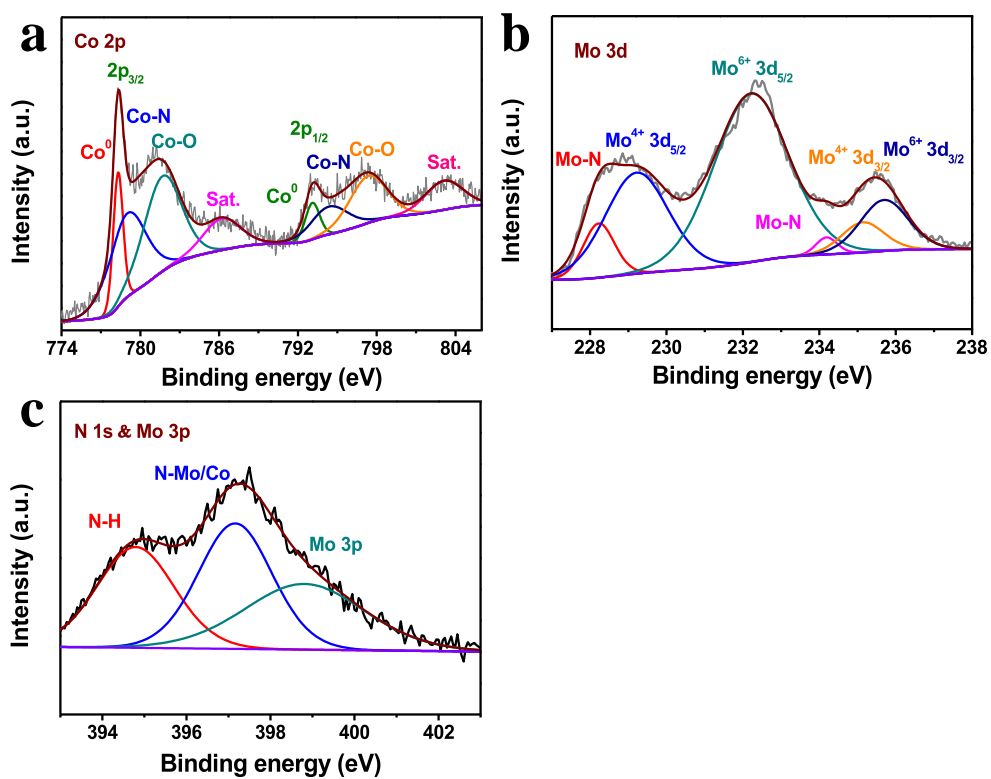 a
Co 2p
2p3/2
Co-N
Co0
Co-O
Sat.
2p1/2
Co-N
Co-O
Co0
Sat.
Intensity (a.u.)
774 780 786 792 798 804
Binding energy (eV)
b
Mo 3d
Mo6+ 3d5/2
Mo4+ 3d5/2
Mo-N
Mo6+ 3d3/2
Mo4+ 3d3/2
Mo-N
Intensity (a.u.)
228 230 232 234 236 238
Binding energy (eV)
c
N 1s & Mo 3p
N-Mo/Co
N-H
Mo 3p
Intensity (a.u.)
394 396 398 400 402
Binding energy (eV)